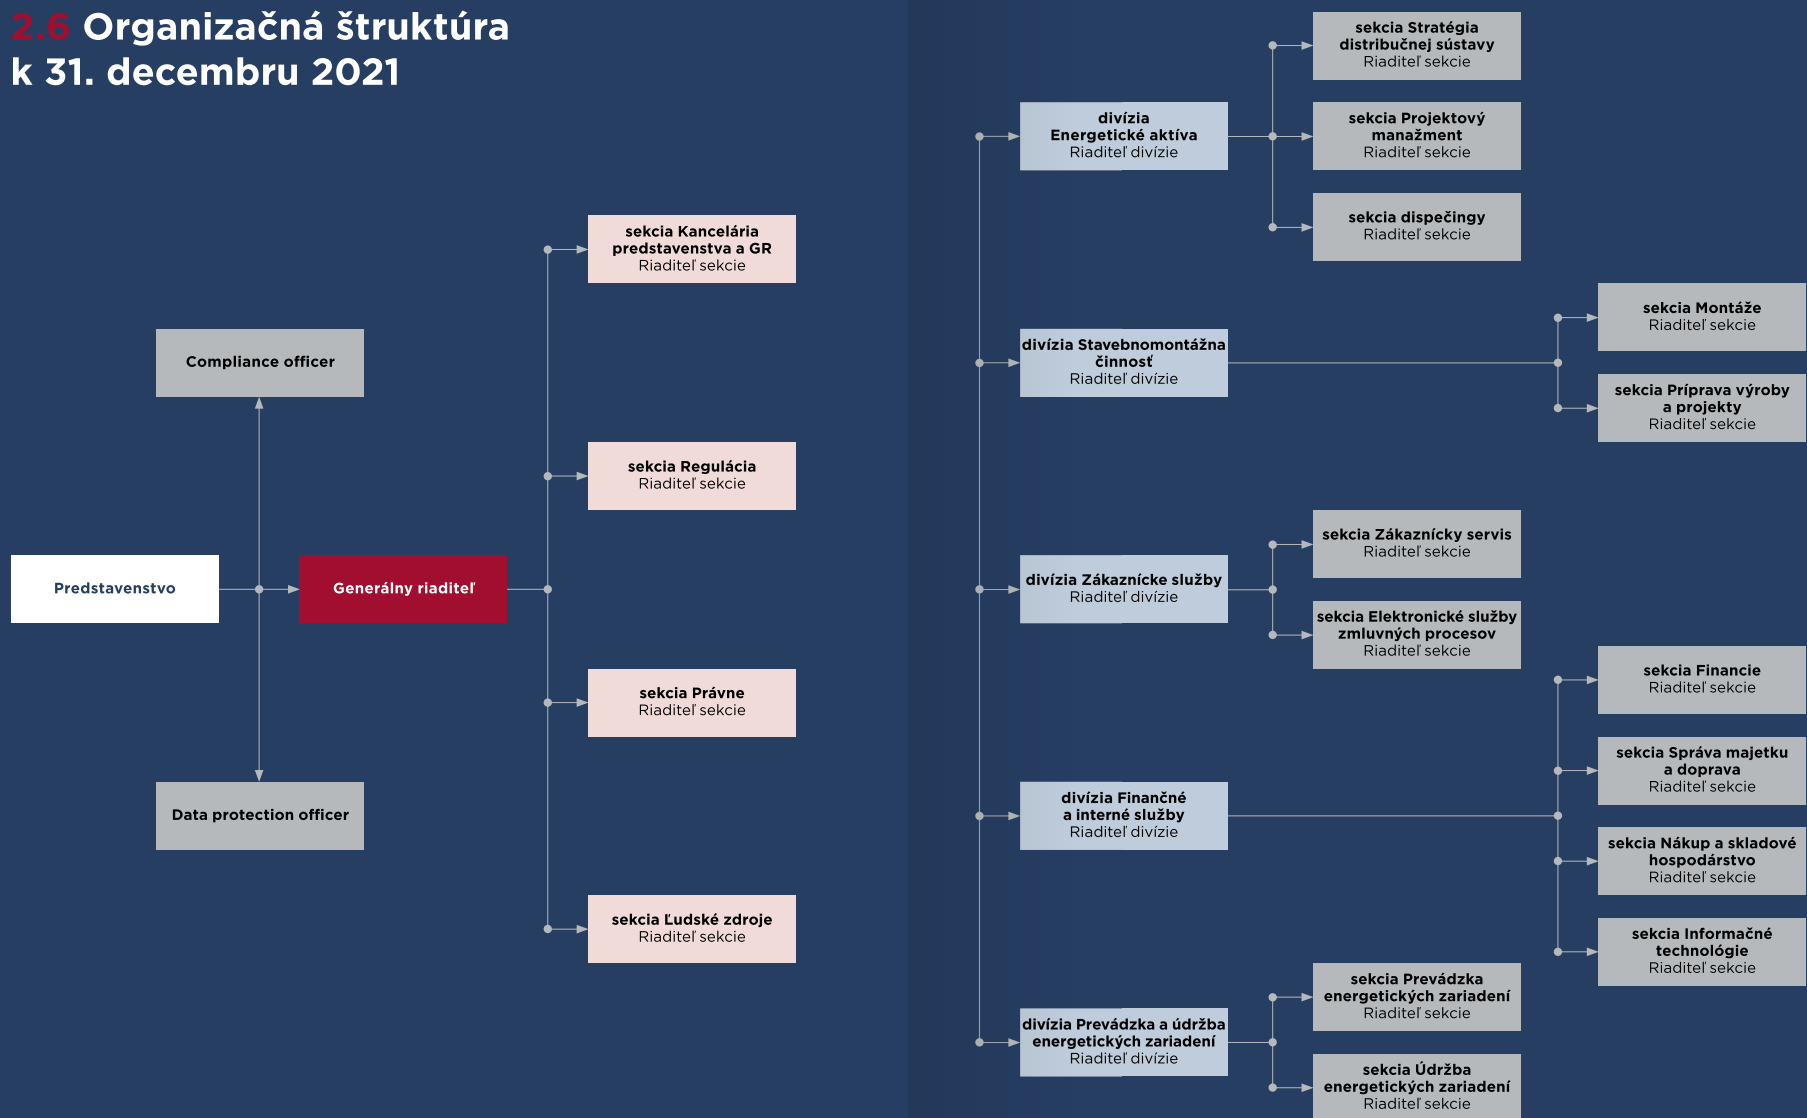 2.6 Organizačná štruktúra
k 31. decembru 2021
Predstavenstvo
Compliance officer
Data protection officer
Generálny riaditeľ
sekcia Kancelária
predstavenstva a GR
Riaditeľ sekcie
sekcia Regulácia
Riaditeľ sekcie
sekcia Právne
Riaditeľ sekcie
sekcia Ľudské zdroje
Riaditeľ sekcie
divízia
Energetické aktíva
Riaditeľ divízie
sekcia Stratégia
distribučnej sústavy
Riaditeľ sekcie
sekcia Projektový
manažment
Riaditeľ sekcie
sekcia dispečingy
Riaditeľ sekcie
divízia Stavebnomontážna
činnosť
Riaditeľ divízie
sekcia Montáže
Riaditeľ sekcie
sekcia Príprava výroby
a projekty
Riaditeľ sekcie
divízia Zákaznícke služby
Riaditeľ divízie
sekcia Zákaznícky servis
Riaditeľ sekcie
sekcia Elektronické služby
zmluvných procesov
Riaditeľ sekcie
divízia Finančné
a interné služby
Riaditeľ divízie
sekcia Financie
Riaditeľ sekcie
sekcia Správa majetku
a doprava
Riaditeľ sekcie
sekcia Nákup a skladové
hospodárstvo
Riaditeľ sekcie
sekcia Informačné
technológie
Riaditeľ sekcie
divízia Prevádzka a údržba
energetických zariadení
Riaditeľ divízie
sekcia Prevádzka
energetických zariadení
Riaditeľ sekcie
sekcia Údržba
energetických zariadení
Riaditeľ sekcie